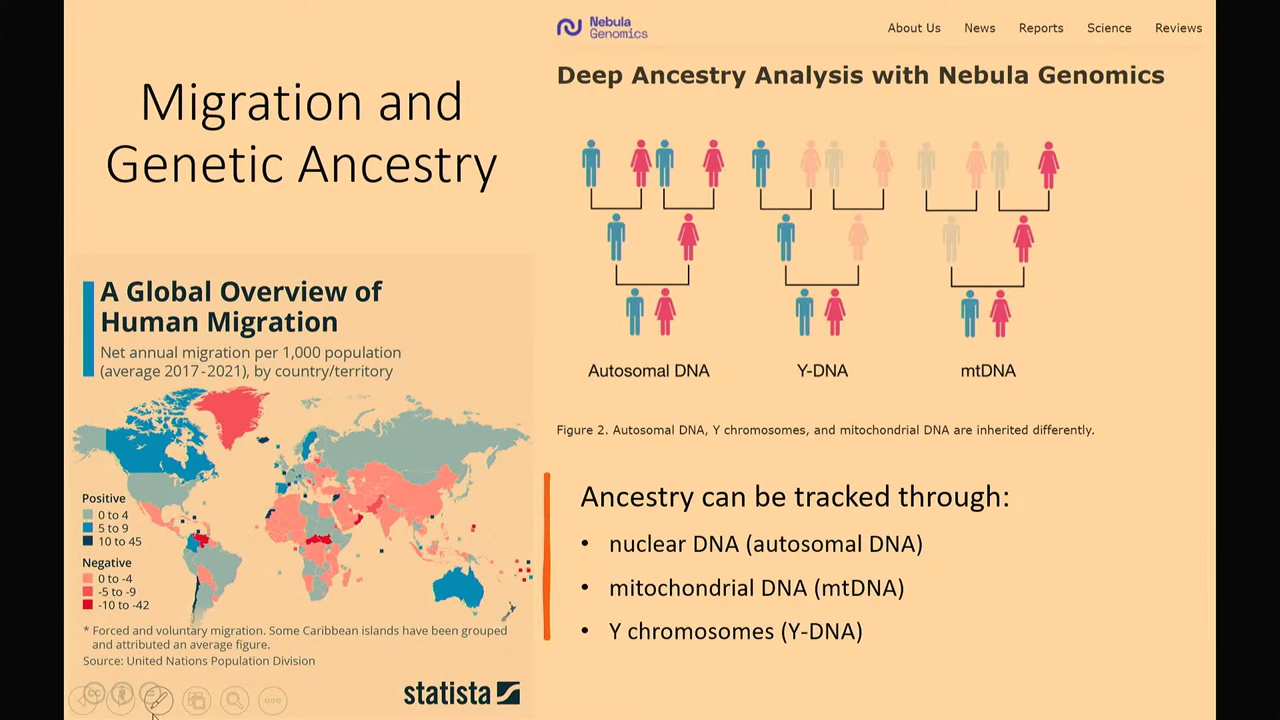 Migration and
Genetic Ancestry
A Global Overview of
Human Migration
Net annual migration per 1,000 population
(average 2017-2021), by country/territory
Positive
0 to 4
5 to 9
10 to 45
Negative
0 to -4
-5 to -9
-10 to -42
* Forced and voluntary migration. Some Caribbean islands have been grouped
and attributed an average figure.
Source: United Nations Population Division
statista
Nebula
Genomics
About Us News Reports Science Reviews
Deep Ancestry Analysis with Nebula Genomics
Autosomal DNA Y-DNA mtDNA
Figure 2. Autosomal DNA, Y chromosomes, and mitochondrial DNA are inherited differently.
Ancestry can be tracked through:
• nuclear DNA (autosomal DNA)
• mitochondrial DNA (mtDNA)
• Y chromosomes (Y-DNA)